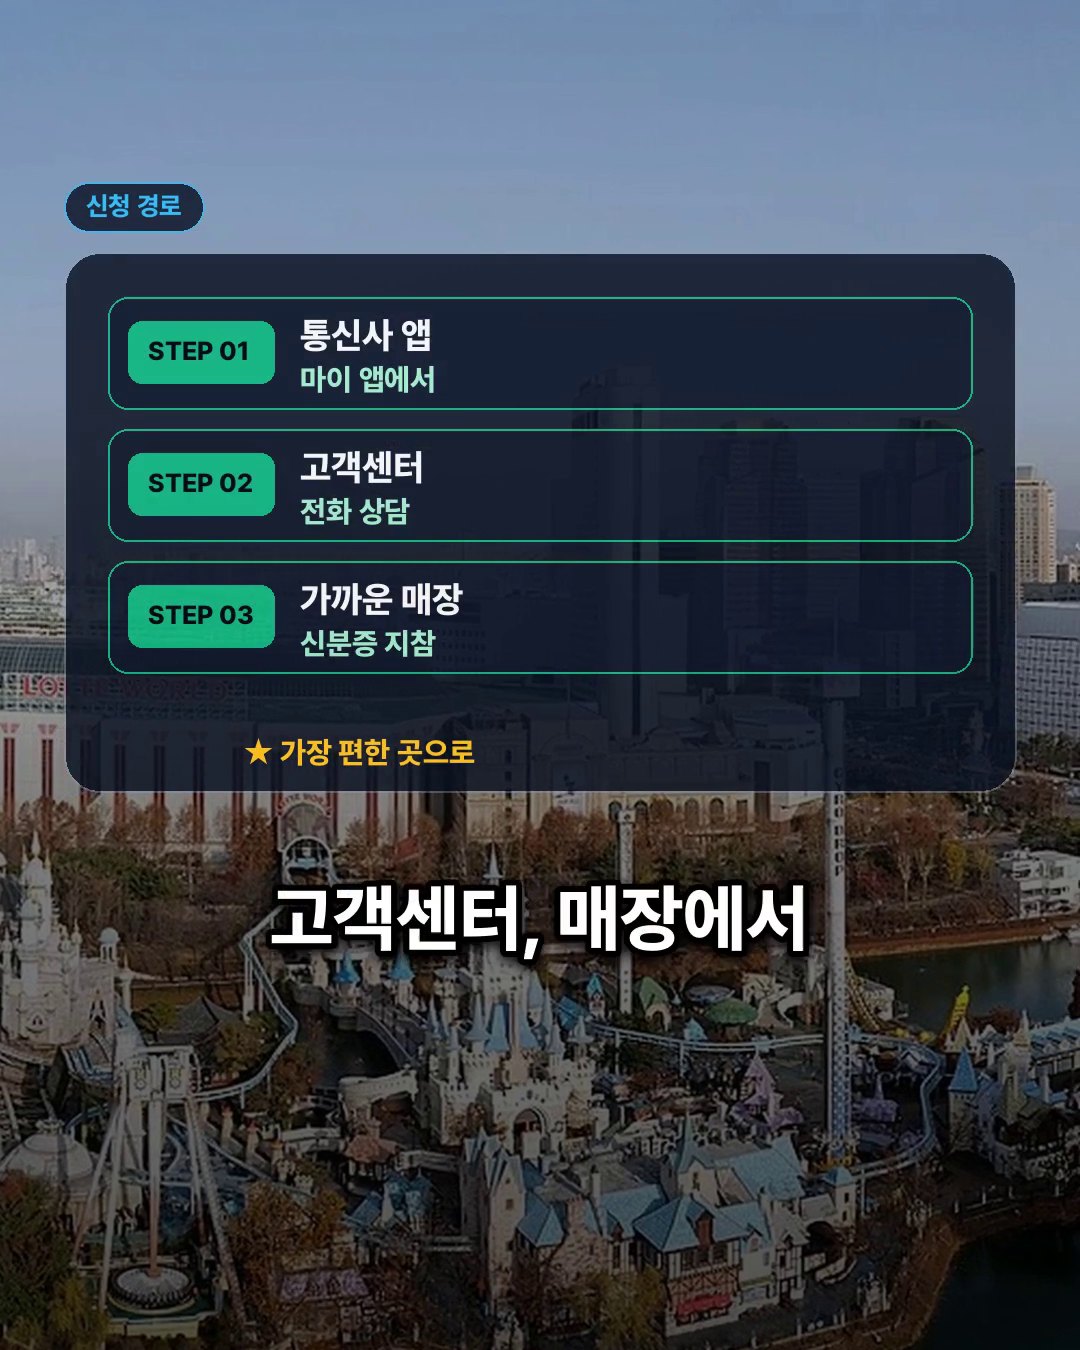 신청 경로
STEP 01
통신사 앱
마이 앱에서
STEP 02
고객센터
전화 상담
STEP 03
가까운 매장
신분증 지참
★ 가장 편한 곳으로
고객센터, 매장에서